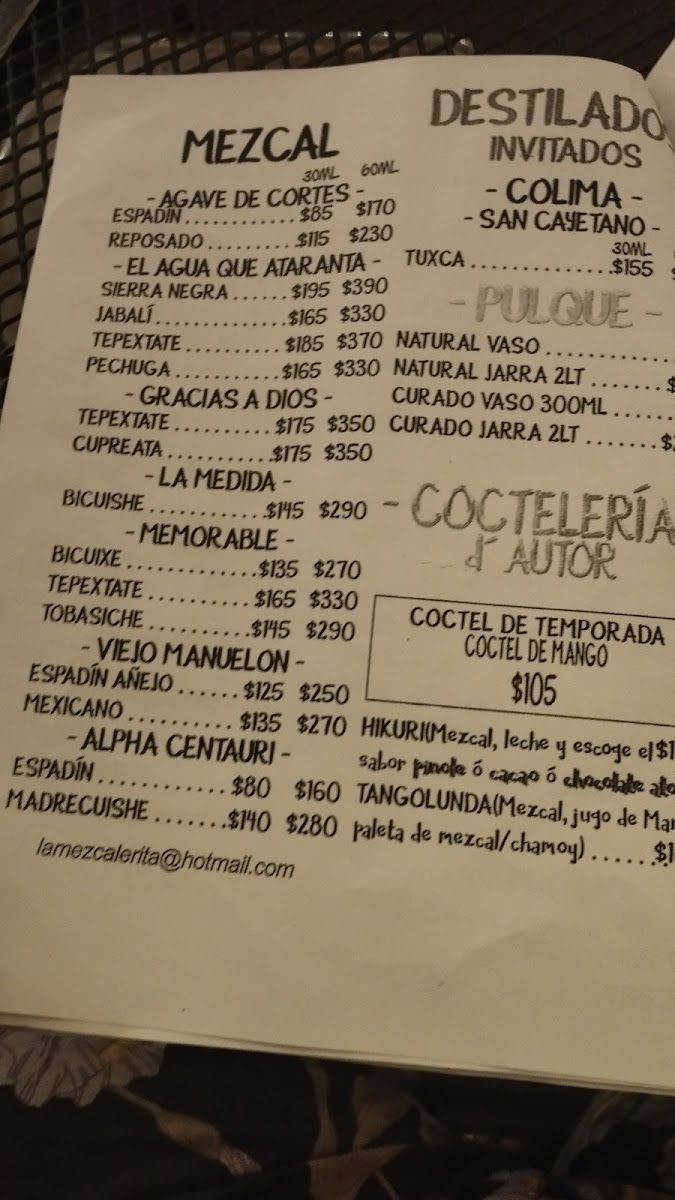 MEZCAL
30ML 60ML
- AGAVE DE CORTES -
ESPADÍN............$85 $170
REPOSADO..........$115 $230
- EL AGUA QUE ATARANTA -
SIERRA NEGRA......$195 $390
JABALÍ..............$165 $330
TEPEXTATE..........$185 $370
PECHUGA...........$165 $330
- GRACIAS A DIOS -
TEPEXTATE..........$175 $350
CUPREATA...........$175 $350
- LA MEDIDA -
BICUISHE............$145 $290
- MEMORABLE -
BICUIXE.............$135 $270
TEPEXTATE...........$165 $330
TOBASICHE..........$145 $290
- VIEJO MANUELON -
ESPADÍN AÑEJO......$125 $250
MEXICANO..........$135 $270
- ALPHA CENTAURI -
ESPADÍN............$80 $160
MADRECUISHE.......$140 $280
lamezcalerita@hotmail.com
DESTILADO
INVITADOS
- COLIMA -
- SAN CAYETANO -
30ML
TUXCA..............$155 $
- PULQUE -
NATURAL VASO............
NATURAL JARRA 2LT.......$
CURADO VASO 300ML......
CURADO JARRA 2LT.......$
- COCTELERÍA
d´AUTOR
COCTEL DE TEMPORADA
COCTEL DE MANGO
$105
HIKURI(Mezcal, leche y escoge el $1
sabor pinole ó cacao ó chocolate
TANGOLUNDA(Mezcal, jugo de
paleta de mezcal/chamoy)......$1